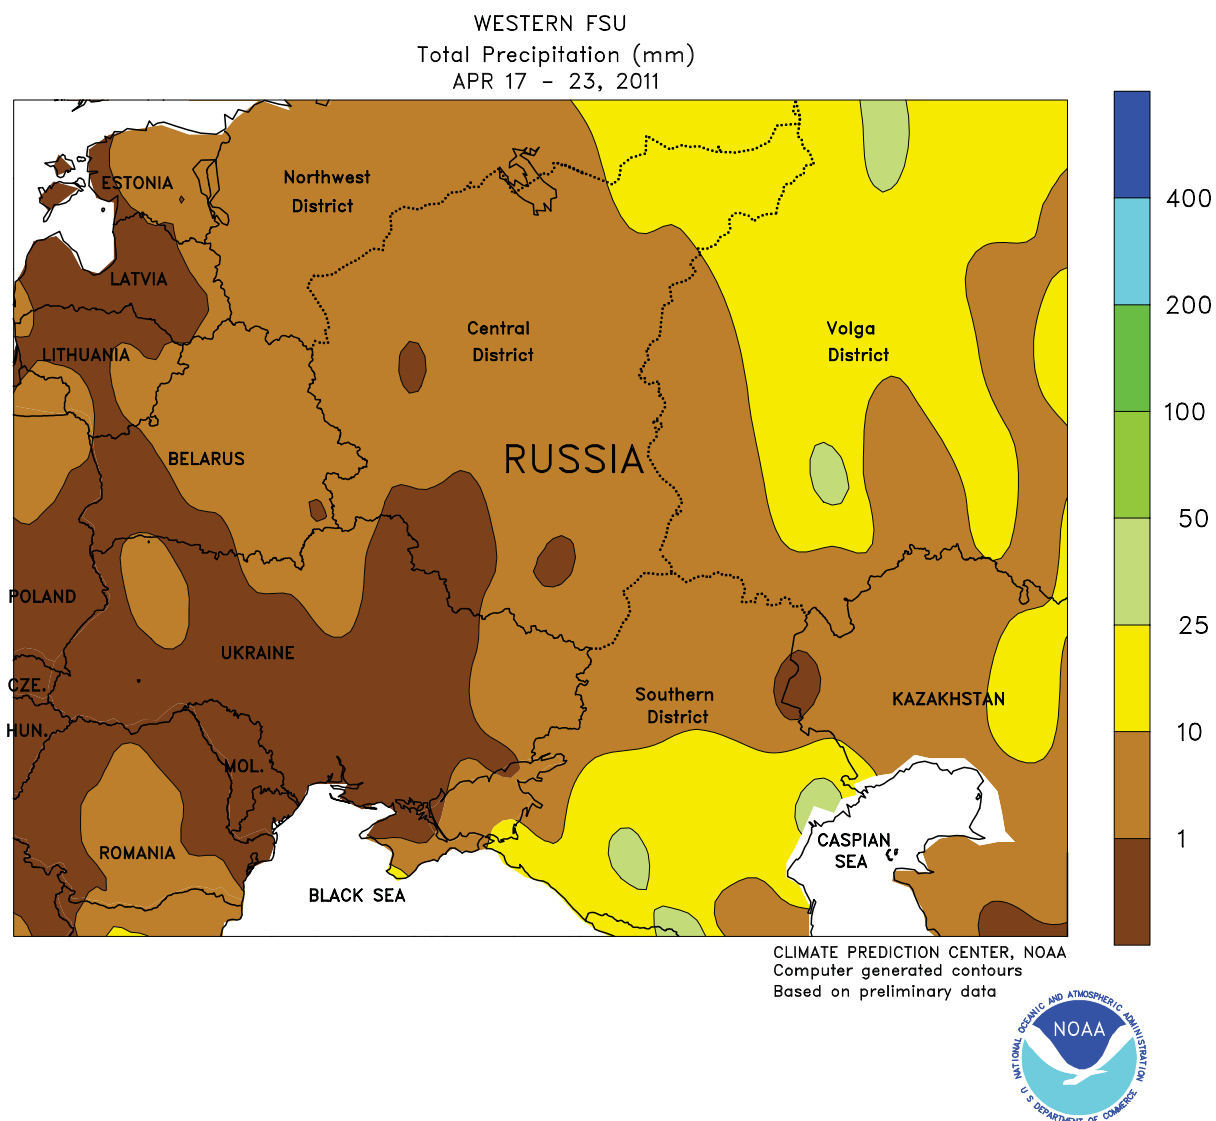 WESTERN FSU
Total Precipitation (mm)
APR 17 – 23, 2011
ESTONIA
Northwest
District
LATVIA
LITHUANIA
Central
District
Volga
District
BELARUS
RUSSIA
POLAND
UKRAINE
CZE.
HUN.
Southern
District
KAZAKHSTAN
MOL.
ROMANIA
CASPIAN
SEA
BLACK SEA
400
200
100
50
25
10
1
CLIMATE PREDICTION CENTER, NOAA
Computer generated contours
Based on preliminary data
NATIONAL OCEANIC AND ATMOSPHERIC ADMINISTRATION
NOAA
U S DEPARTMENT OF COMMERCE